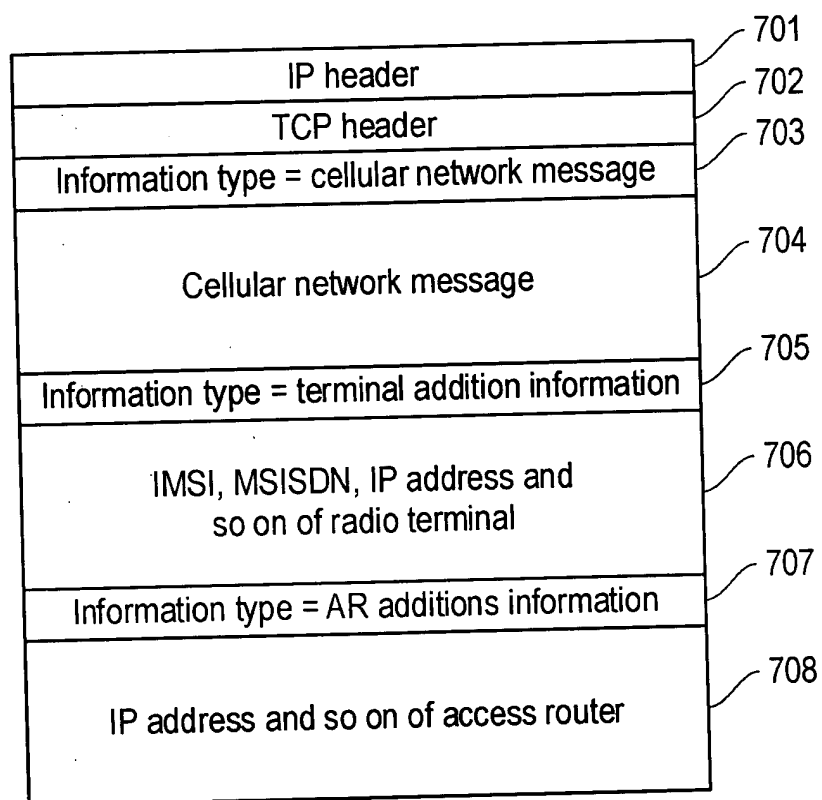 701
IP header
702
TCP header
703
Information type = cellular network message
704
Cellular network message
705
Information type = terminal addition information
706
IMSI, MSISDN, IP address and
so on of radio terminal
707
Information type = AR additions information
708
IP address and so on of access router